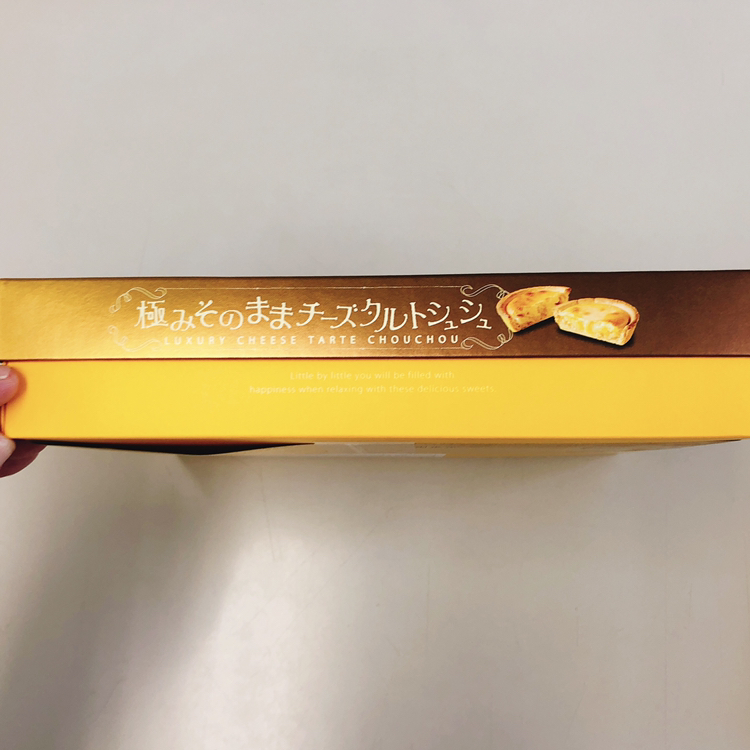 極みそのままチーズタルトシュシュ
LUXURY CHEESE TARTE CHOUCHOU
Little by little you will be filled with
happiness when relaxing with these delicious sweets.